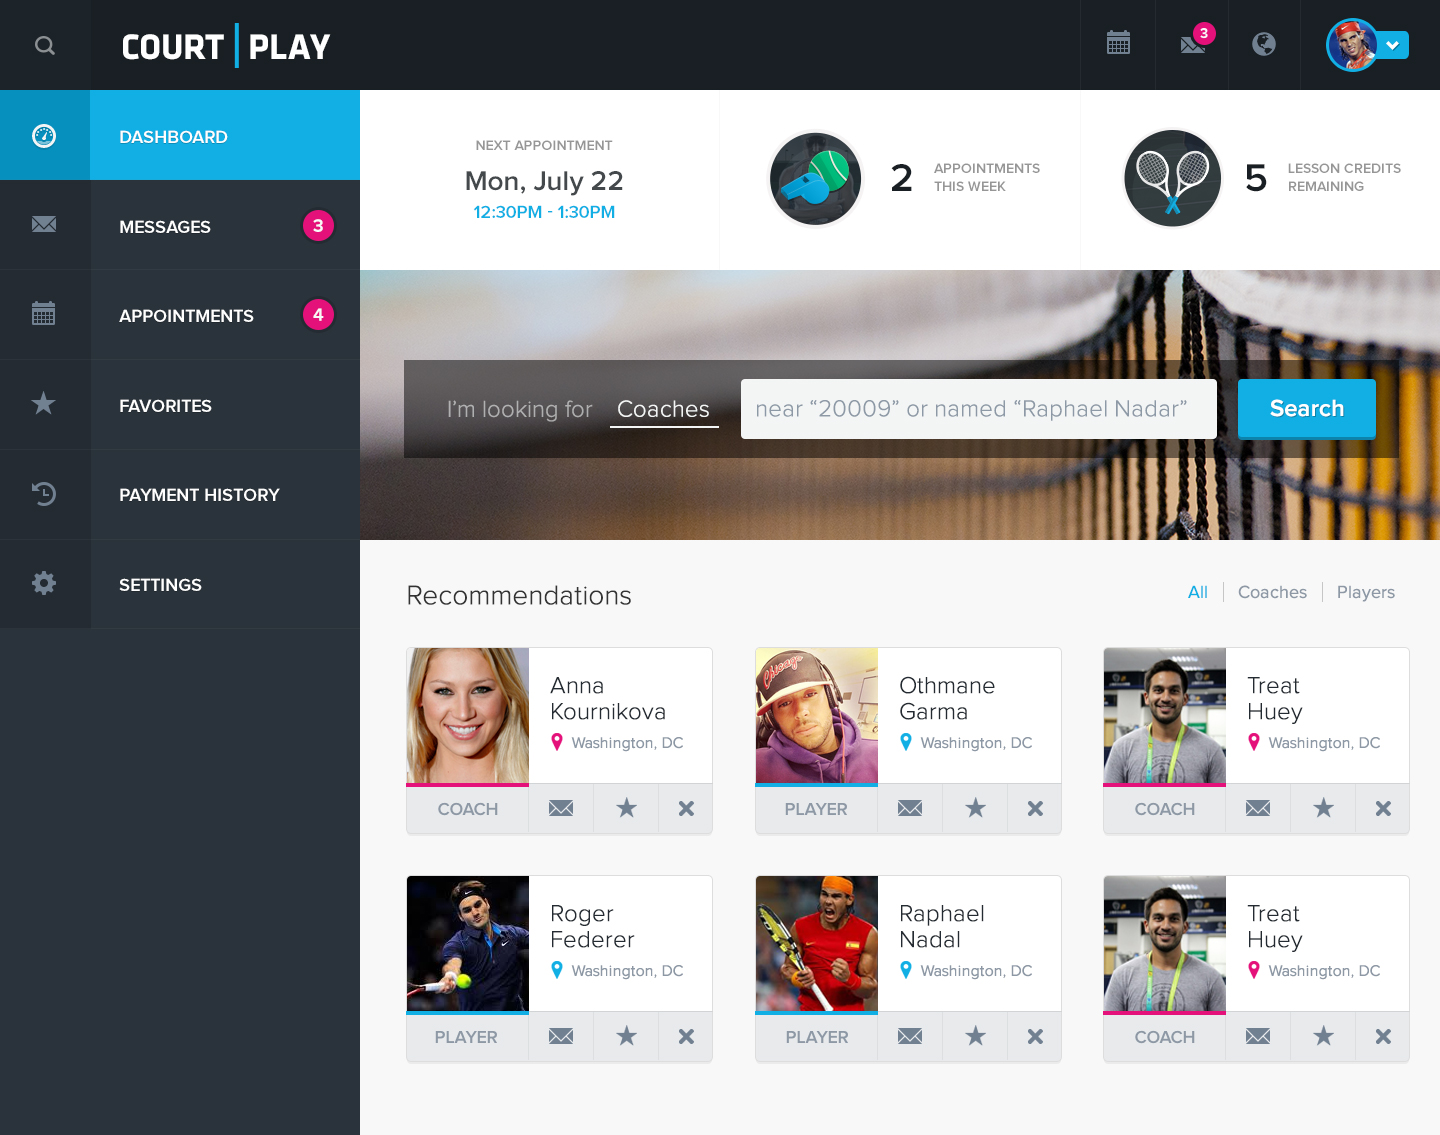 COURT PLAY
3
DASHBOARD
MESSAGES 3
APPOINTMENTS 4
FAVORITES
PAYMENT HISTORY
SETTINGS
NEXT APPOINTMENT
Mon, July 22
12:30PM - 1:30PM
2
APPOINTMENTS
THIS WEEK
5
LESSON CREDITS
REMAINING
I’m looking for Coaches near “20009” or named “Raphael Nadar” Search
Recommendations
All Coaches Players
Anna
Kournikova
Washington, DC
COACH
Chicago
Othmane
Garma
Washington, DC
PLAYER
Treat
Huey
Washington, DC
COACH
Roger
Federer
Washington, DC
PLAYER
Raphael
Nadal
Washington, DC
PLAYER
Treat
Huey
Washington, DC
COACH